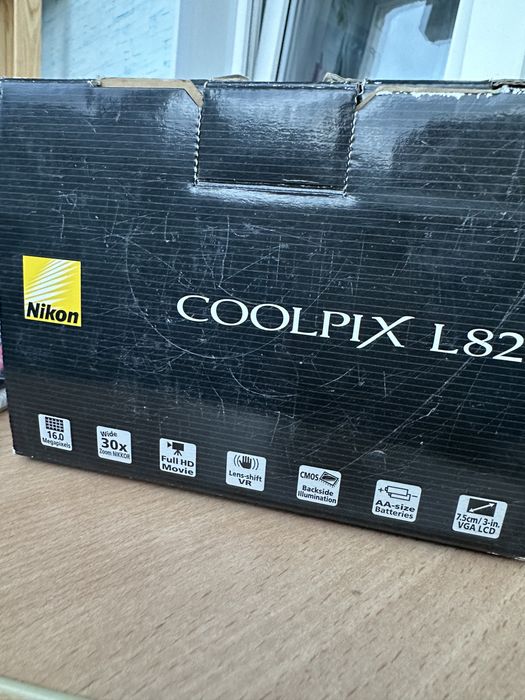 Nikon
COOLPIX L82
16.0
Megapixels
Wide
30x
Zoom NIKKOR
Full HD
Movie
Lens-shift
VR
CMOS
Backside
Illumination
AA-size
Batteries
7.5cm/3-in.
VGA LCD